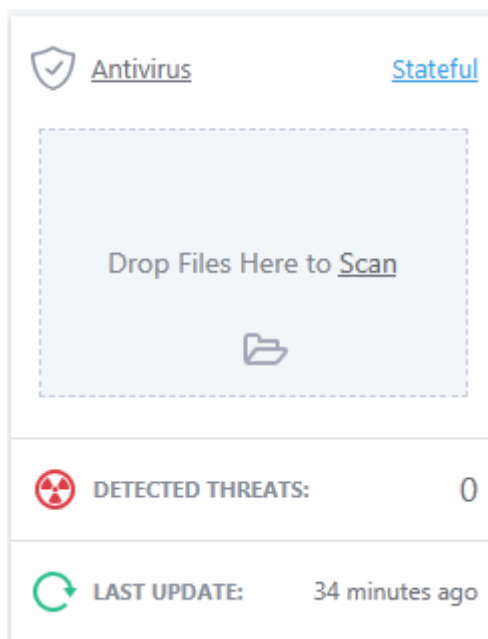 Antivirus Stateful
Drop Files Here to Scan
DETECTED THREATS: 0
LAST UPDATE: 34 minutes ago